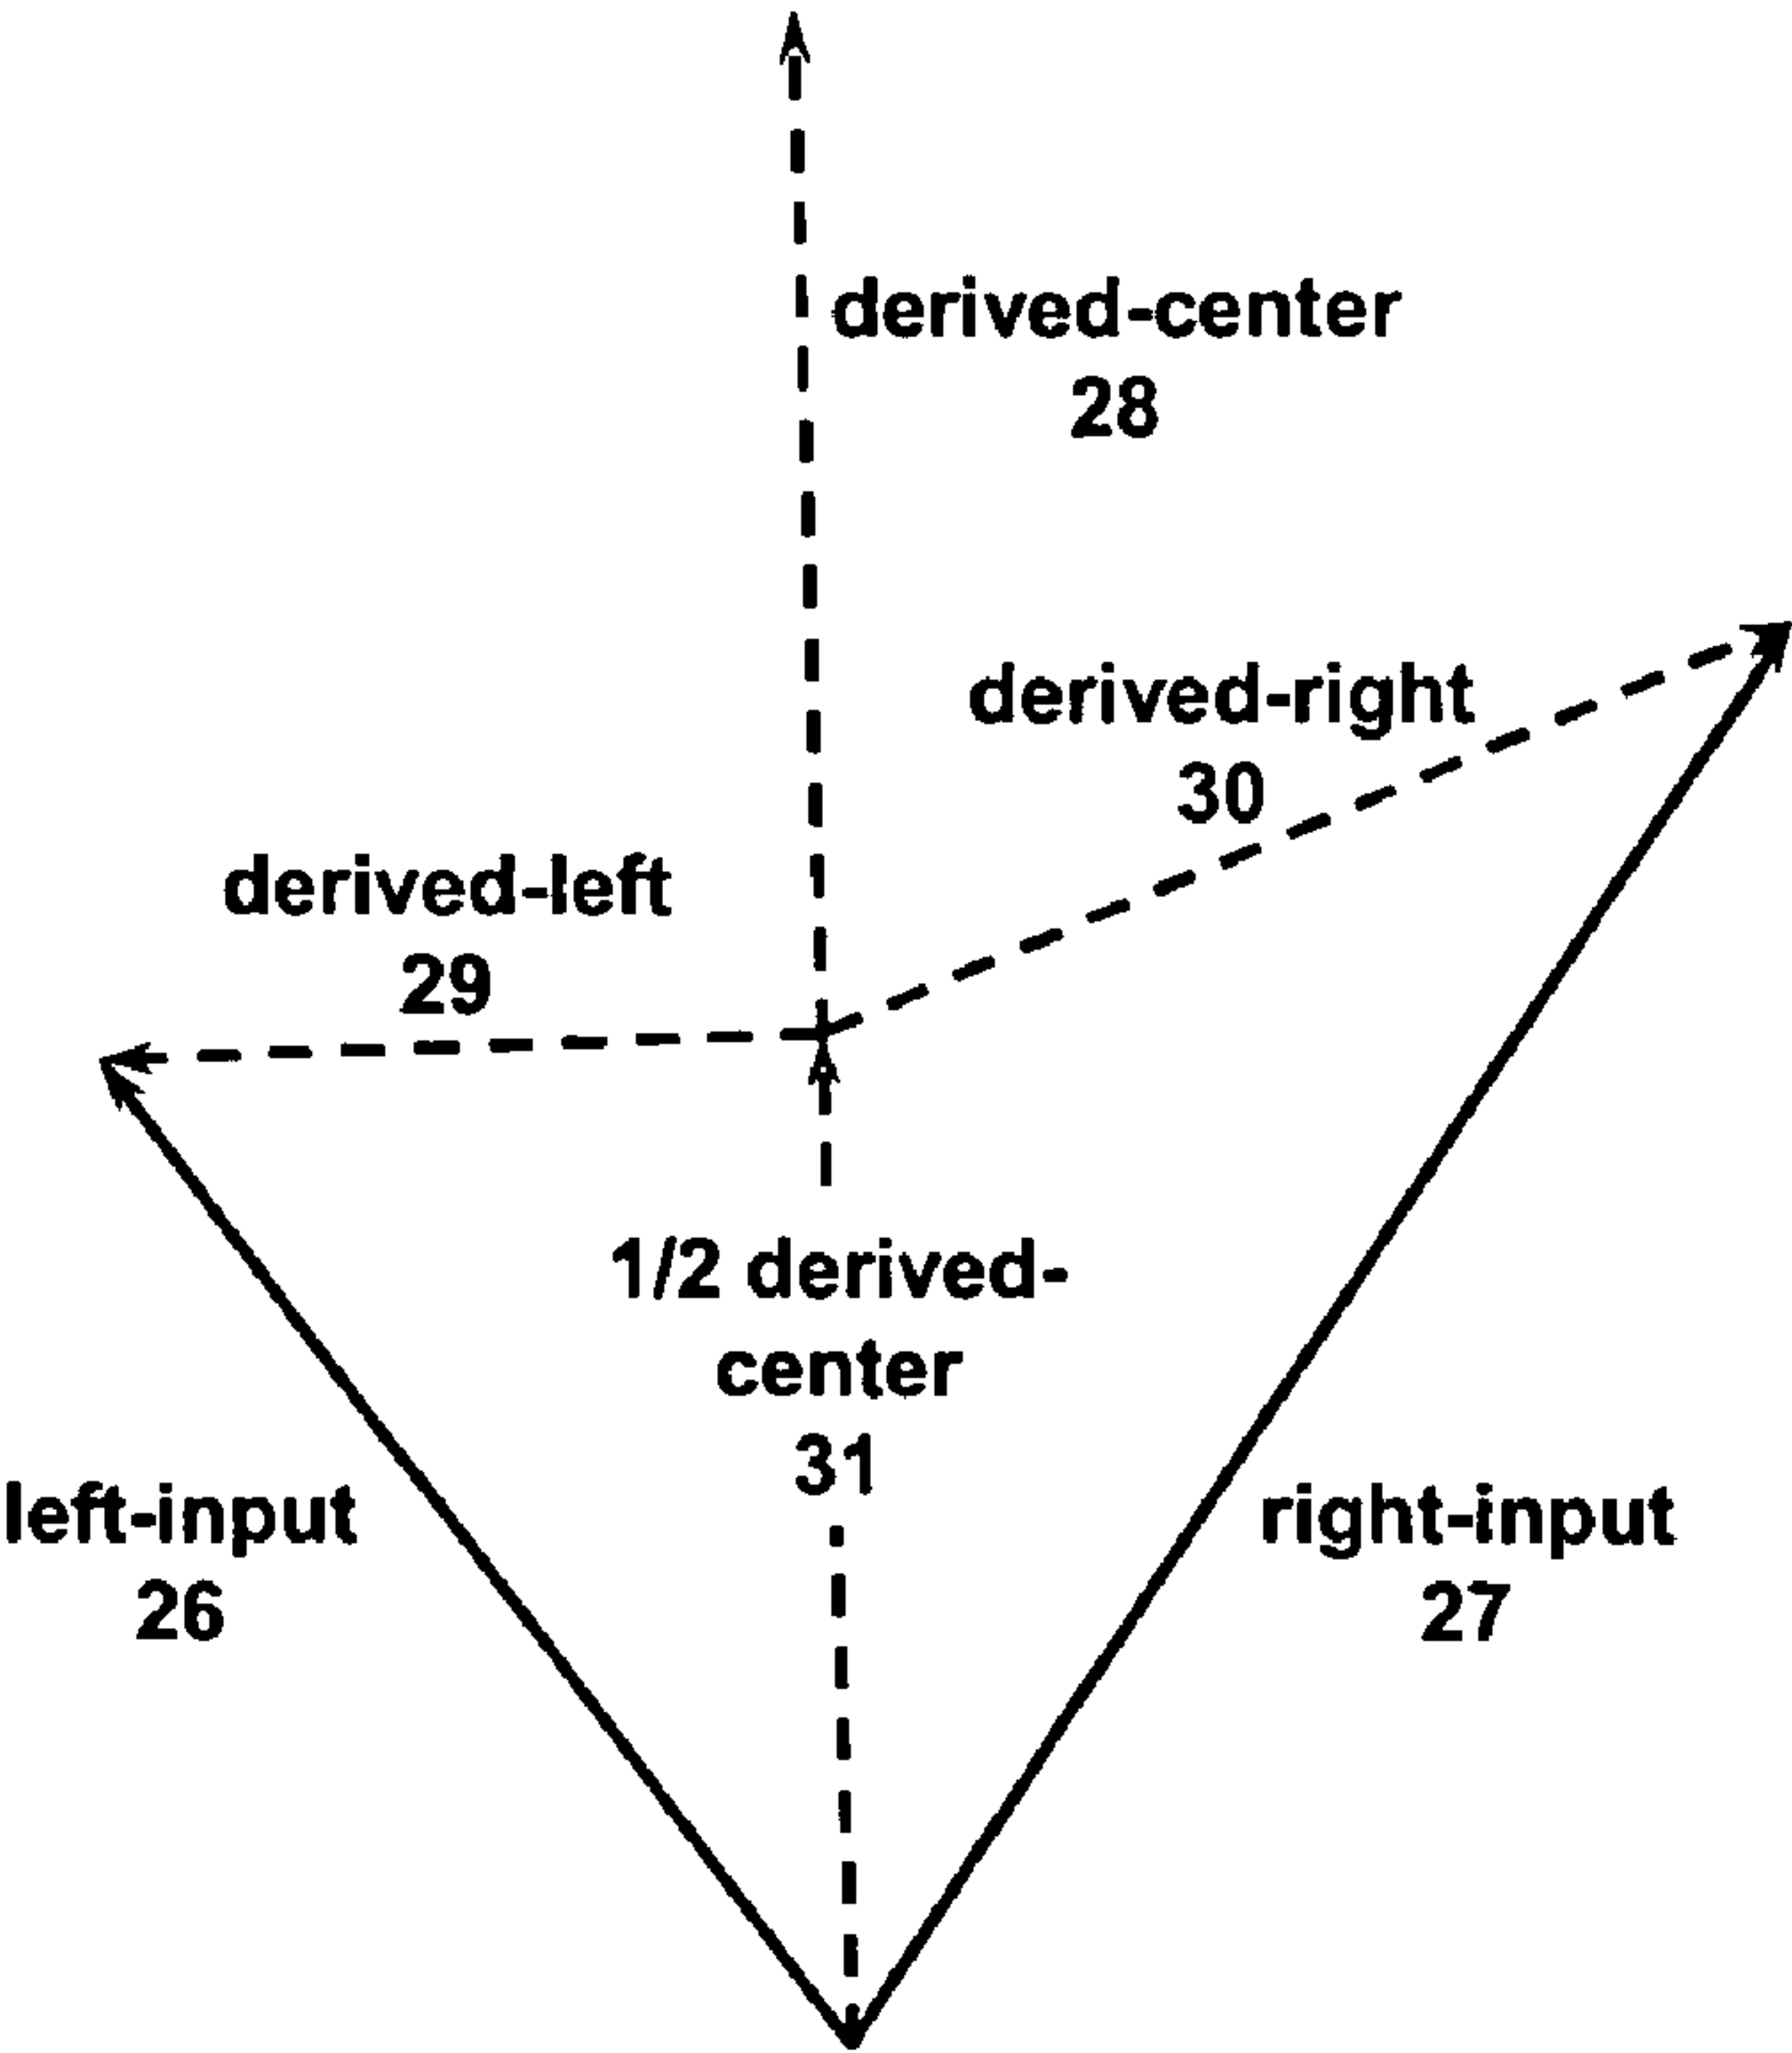 derived-center
28
derived-right
30
derived-left
29
1/2 derived-
center
31
left-input
26
right-input
27